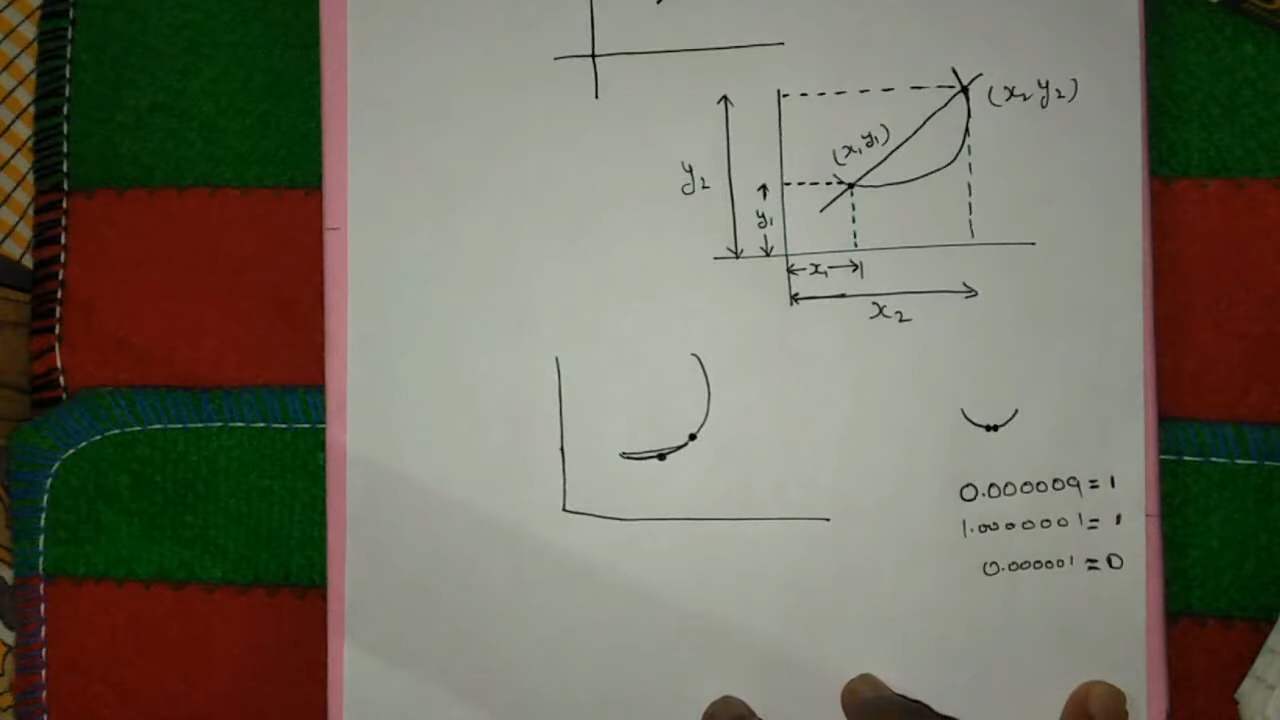 (x₂ y₂)
(x₁ y₁)
y₂
y₁
x₁
x₂
0.000009 = 1
1.0000001 = 1
0.000001 = 0